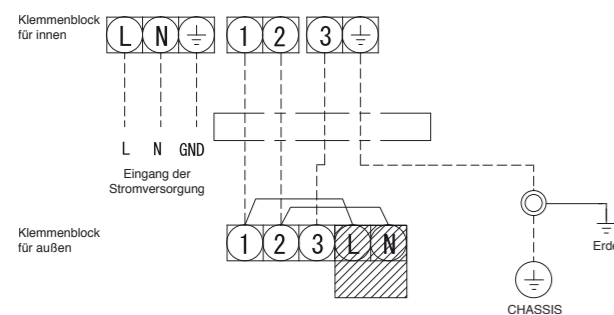 Klemmenblock
für innen
L N 1 2 3
L N GND
Eingang der
Stromversorgung
Klemmenblock
für außen
1 2 3 L N
Erde
CHASSIS